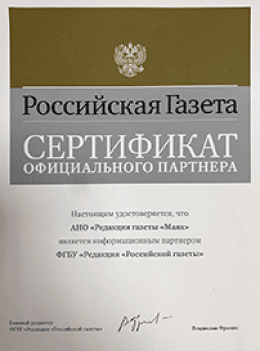 Российская Газета
СЕРТИФИКАТ
ОФИЦИАЛЬНОГО ПАРТНЕРА
Настоящим удостоверяется, что
АНО «Редакция газеты «Маяк»
является информационным партнером
ФГБУ «Редакция «Российской газеты»
Главный редактор
ФГБУ «Редакция «Российской газеты»
Владислав Фронин